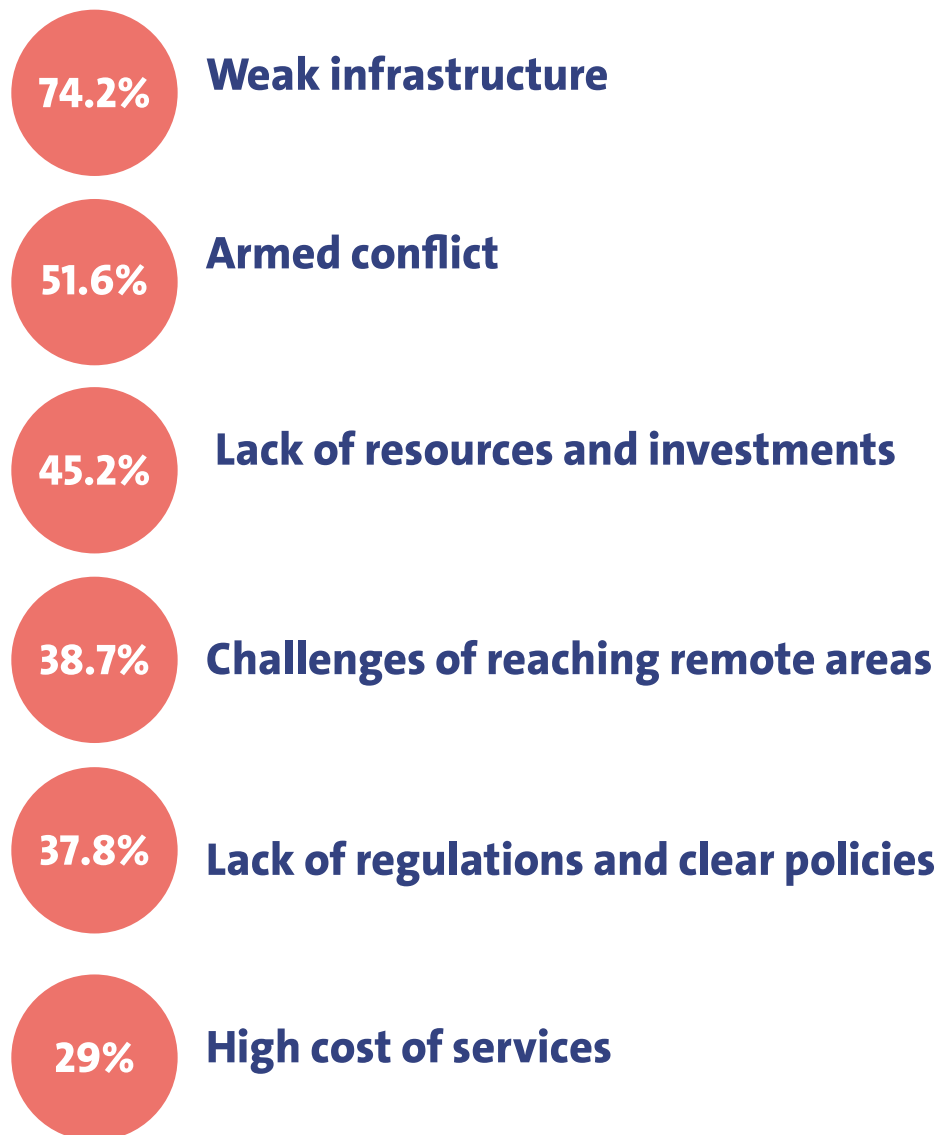 74.2% Weak infrastructure
51.6% Armed conflict
45.2% Lack of resources and investments
38.7% Challenges of reaching remote areas
37.8% Lack of regulations and clear policies
29% High cost of services